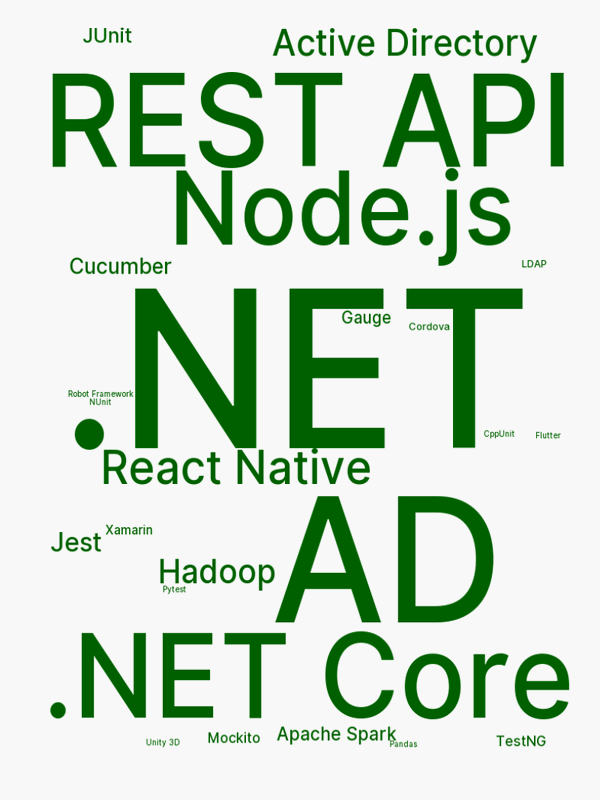 JUnit
Active Directory
REST API
Node.js
Cucumber
LDAP
.NET
Gauge
Cordova
Robot Framework
NUnit
CppUnit
Flutter
React Native
AD
Xamarin
Jest
Hadoop
Pytest
.NET Core
Unity 3D
Mockito
Apache Spark
Pandas
TestNG